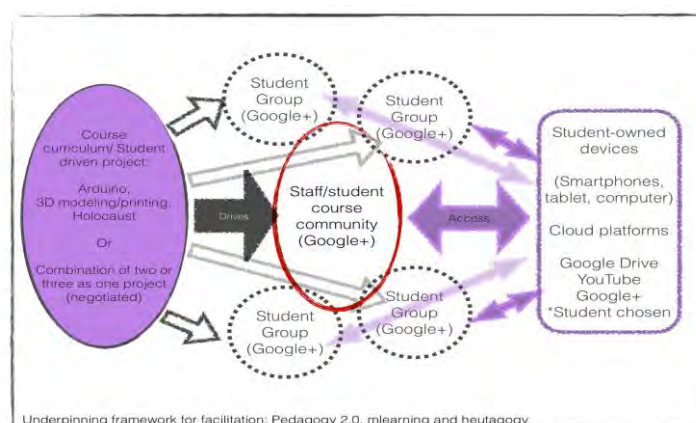 Course
curriculum/ Student
driven project:
Arduino,
3D modeling/printing,
Holocaust
Or
Combination of two or
three as one project
(negotiated)
Drives
Student
Group
(Google+)
Student
Group
(Google+)
Staff/student
course
community
(Google+)
Student
Group
(Google+)
Student
Group
(Google+)
Access
Student-owned
devices
(Smartphones,
tablet, computer)
Cloud platforms
Google Drive
YouTube
Google+
*Student chosen
Underpinning framework for facilitation: Pedagogy 2.0, mlearning and heutagogy